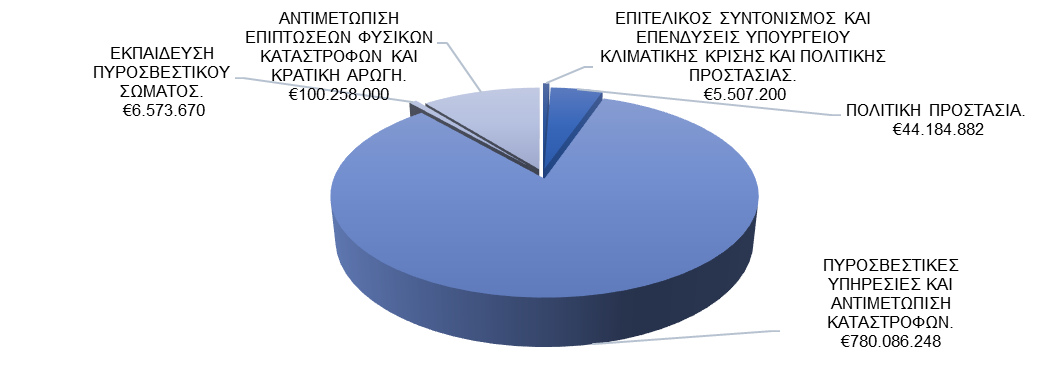 ΑΝΤΙΜΕΤΩΠΙΣΗ
ΕΠΙΠΤΩΣΕΩΝ ΦΥΣΙΚΩΝ
ΚΑΤΑΣΤΡΟΦΩΝ ΚΑΙ
ΚΡΑΤΙΚΗ ΑΡΩΓΗ.
€100.258.000
ΕΠΙΤΕΛΙΚΟΣ ΣΥΝΤΟΝΙΣΜΟΣ ΚΑΙ
ΕΠΕΝΔΥΣΕΙΣ ΥΠΟΥΡΓΕΙΟΥ
ΚΛΙΜΑΤΙΚΗΣ ΚΡΙΣΗΣ ΚΑΙ ΠΟΛΙΤΙΚΗΣ
ΠΡΟΣΤΑΣΙΑΣ.
€5.507.200
ΕΚΠΑΙΔΕΥΣΗ
ΠΥΡΟΣΒΕΣΤΙΚΟΥ
ΣΩΜΑΤΟΣ.
€6.573.670
ΠΟΛΙΤΙΚΗ ΠΡΟΣΤΑΣΙΑ.
€44.184.882
ΠΥΡΟΣΒΕΣΤΙΚΕΣ
ΥΠΗΡΕΣΙΕΣ ΚΑΙ
ΑΝΤΙΜΕΤΩΠΙΣΗ
ΚΑΤΑΣΤΡΟΦΩΝ.
€780.086.248